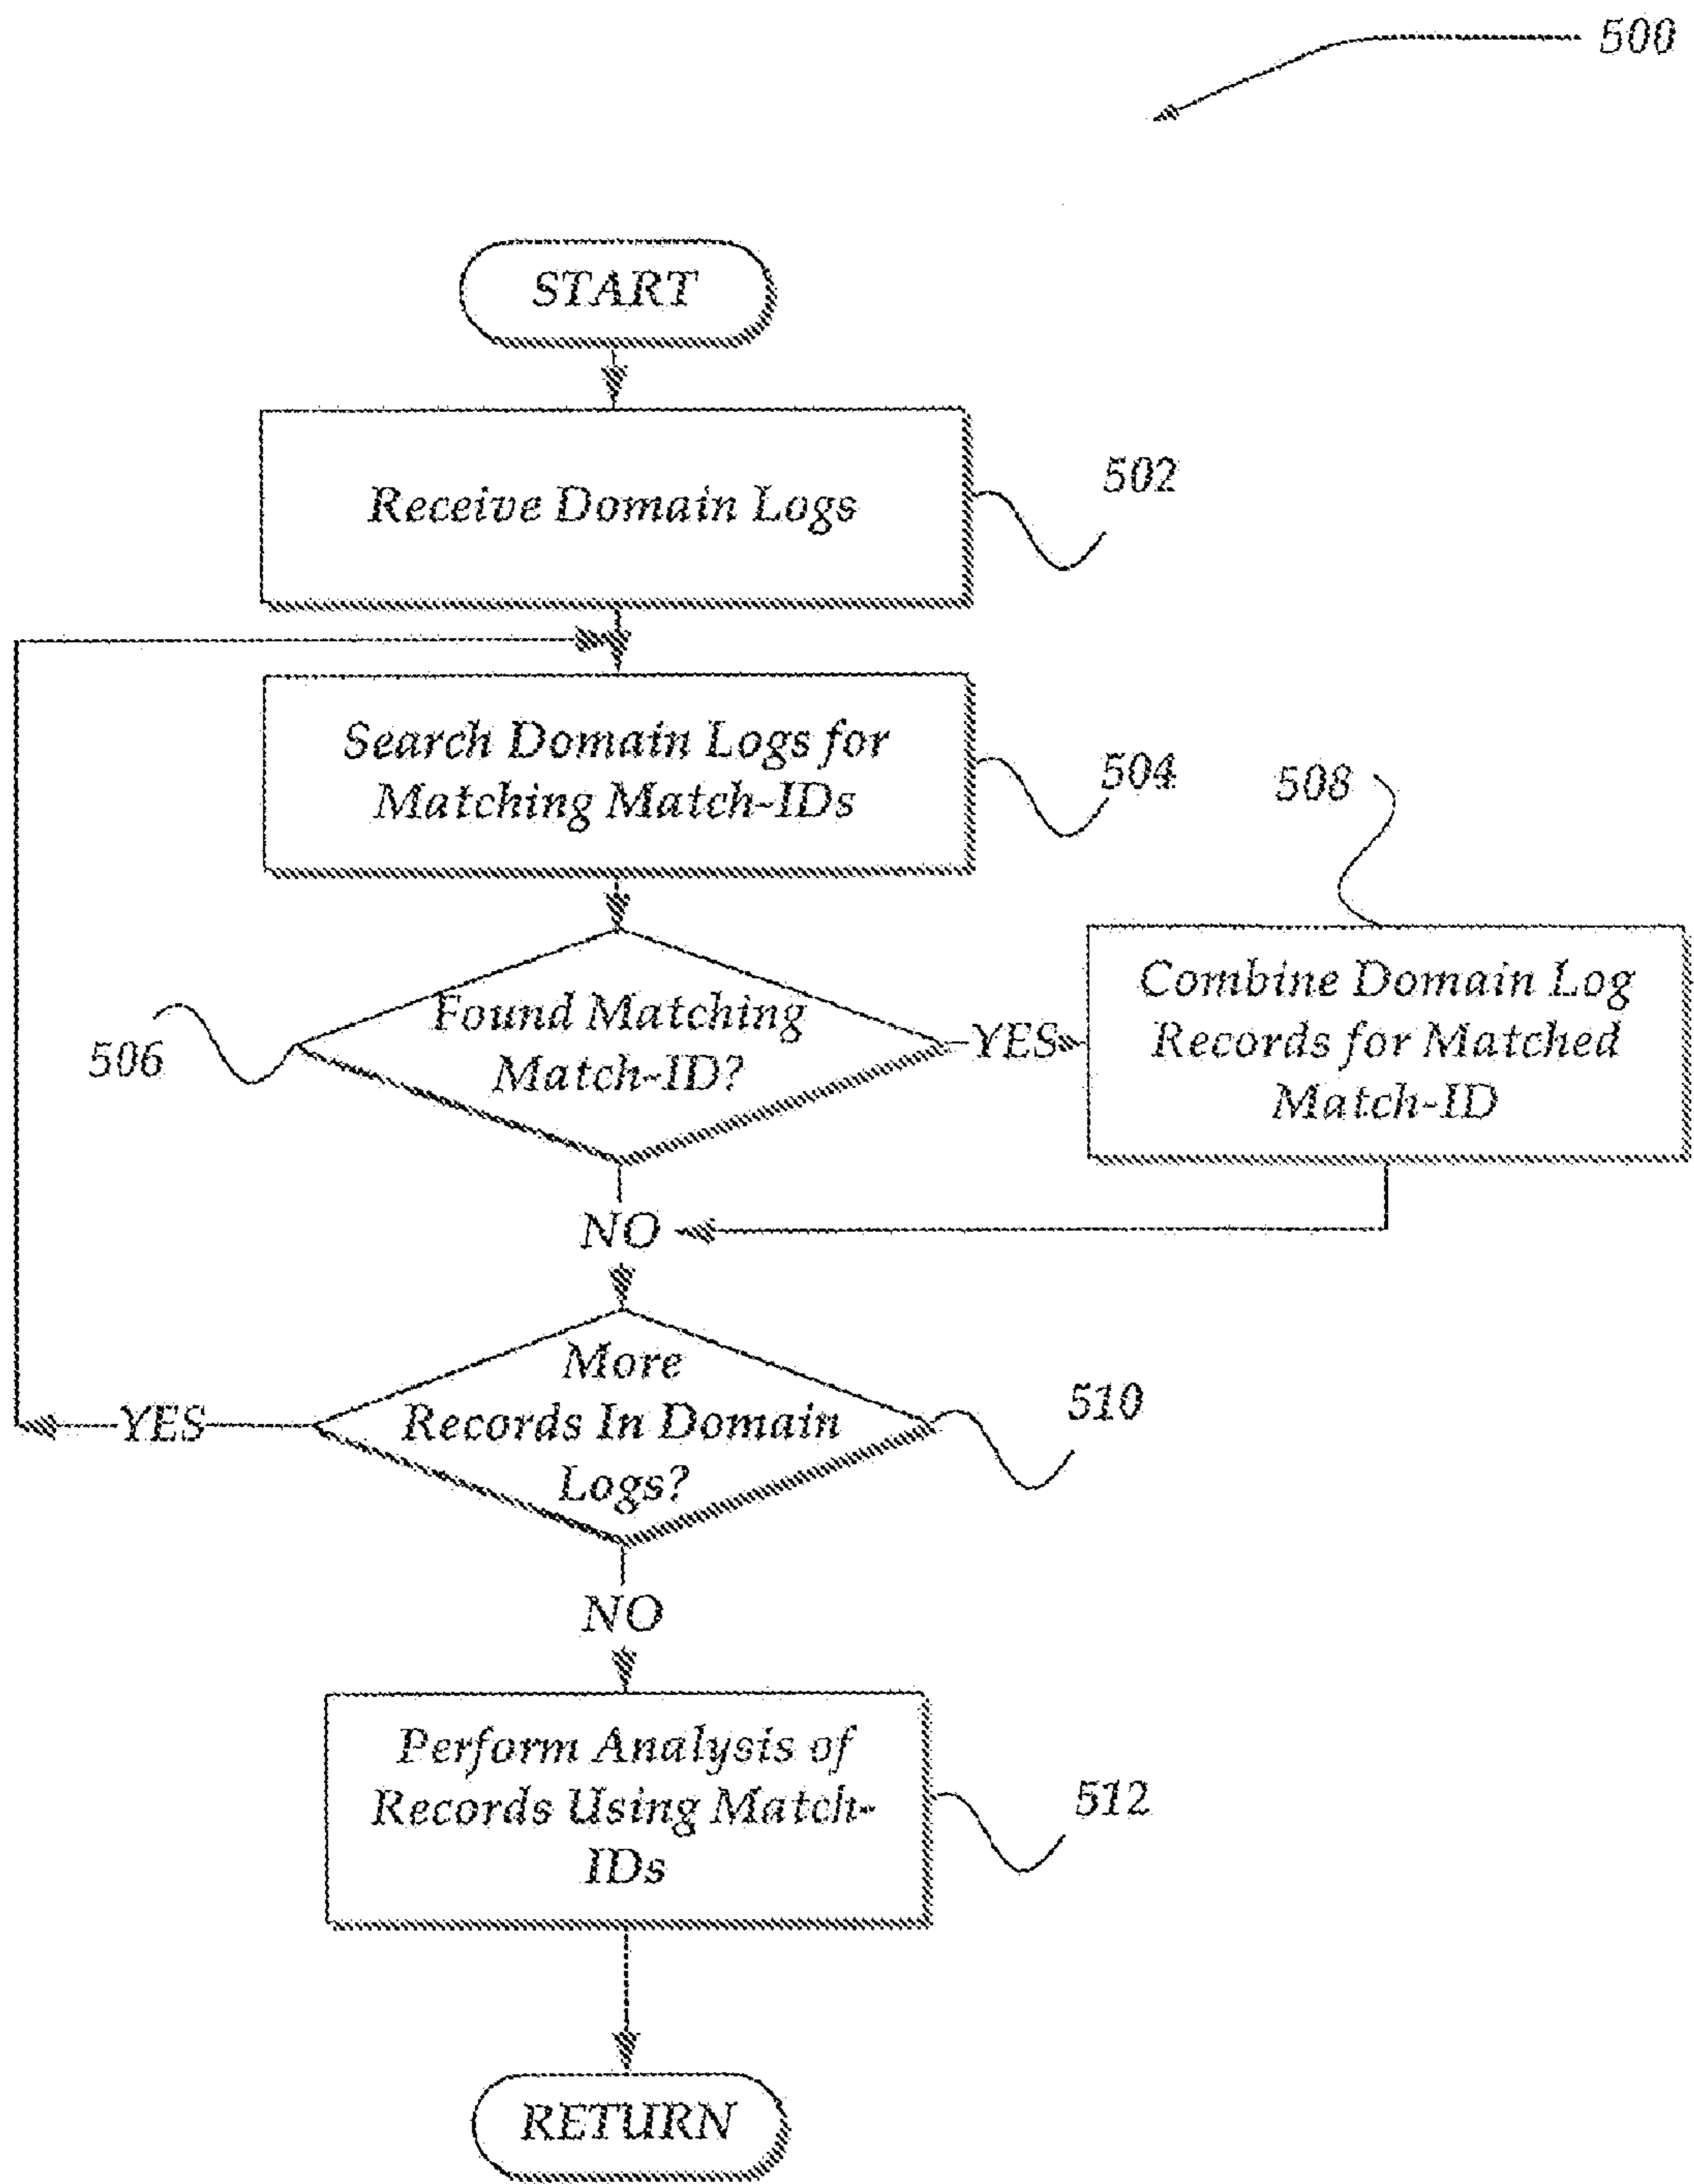 500
START
Receive Domain Logs
502
Search Domain Logs for
Matching Match-IDs
504
508
Found Matching
Match-ID?
506
YES
Combine Domain Log
Records for Matched
Match-ID
NO
More
Records In Domain
Logs?
510
YES
NO
Perform Analysis of
Records Using Match-
IDs
512
RETURN